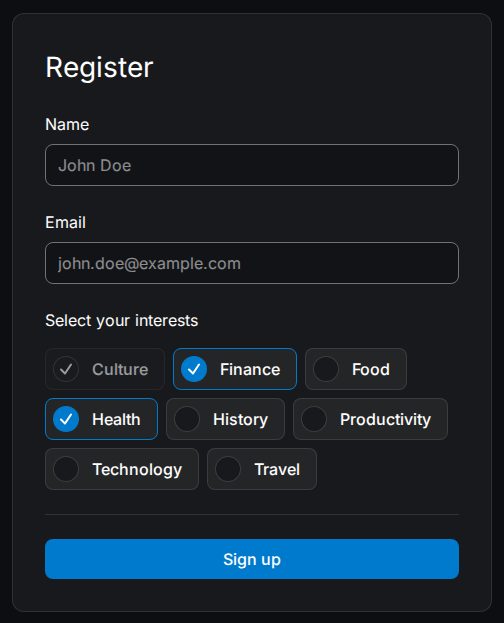 Register
Name
John Doe
Email
john.doe@example.com
Select your interests
Culture Finance Food
Health History Productivity
Technology Travel
Sign up